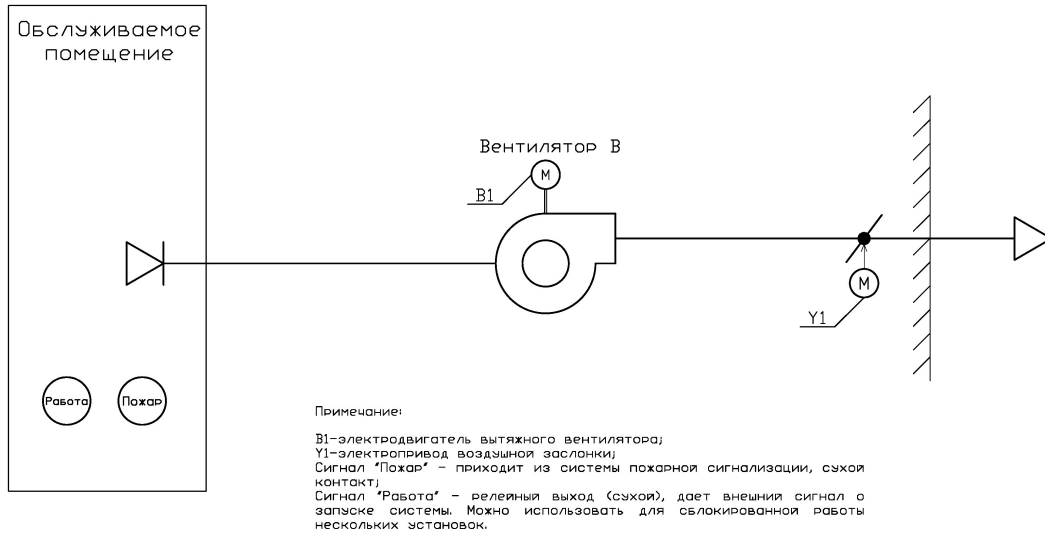 Обслуживаемое
помещение
Вентилятор В
М
В1
М
Y1
Работа
Пожар
Примечание:
В1-электродвигатель вытяжного вентилятора;
Y1-электропривод воздушной заслонки;
Сигнал "Пожар" - приходит из системы пожарной сигнализации, сухой
контакт;
Сигнал "Работа" - релейный выход (сухой), дает внешний сигнал о
запуске системы. Можно использовать для сблокированной работы
нескольких установок.